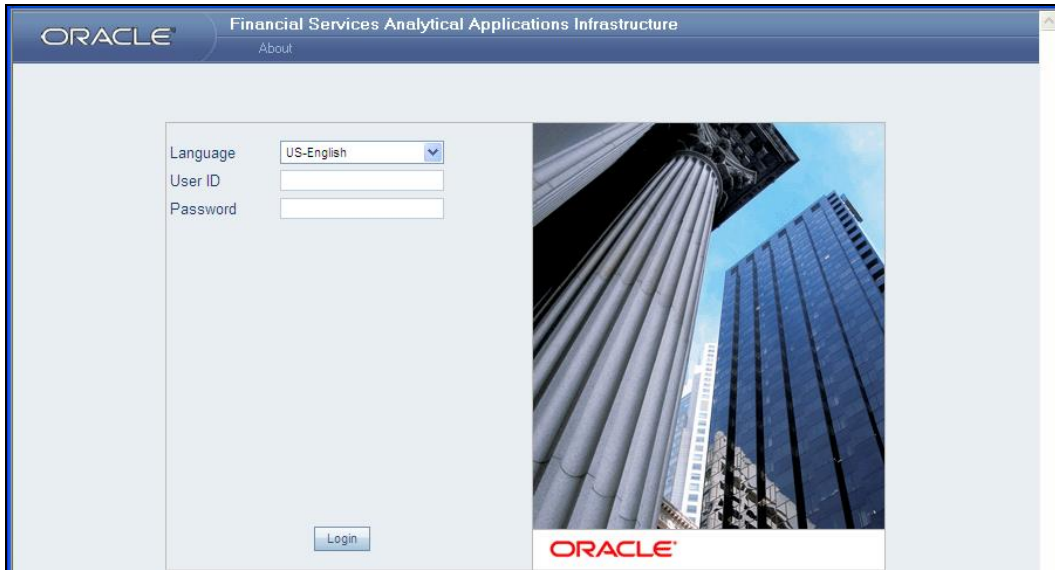 ORACLE
Financial Services Analytical Applications Infrastructure
About
Language US-English
User ID
Password
Login
ORACLE